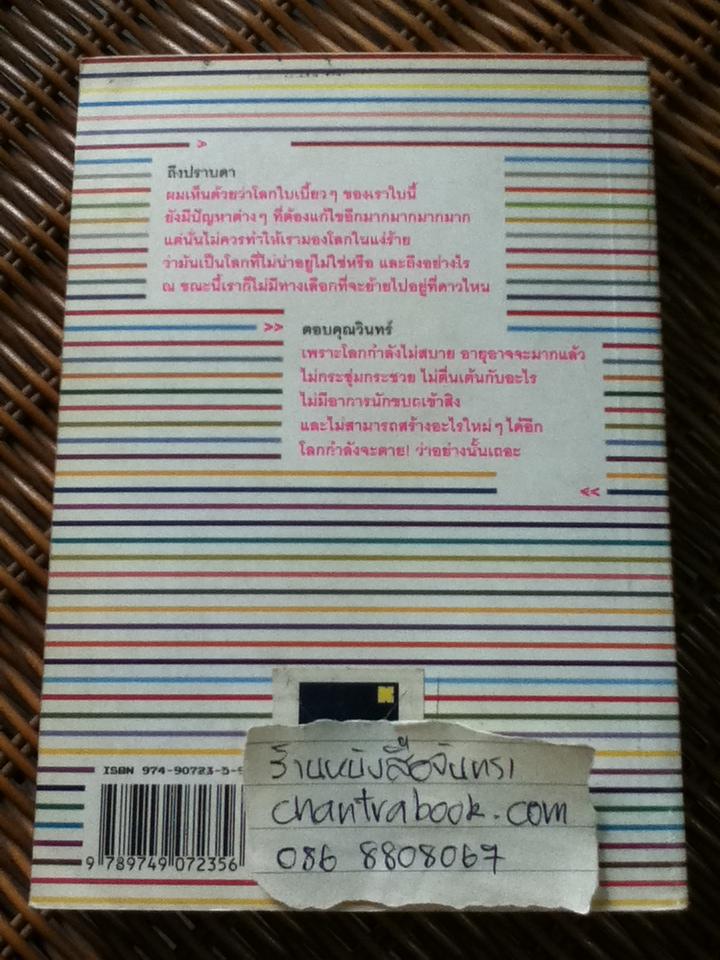 >
ถึงปราบดา
ผมเห็นด้วยว่าโลกใบเบี้ยวๆ ของเราใบนี้
ยังมีปัญหาต่างๆ ที่ต้องแก้ไขอีกมากมากมากมาก
แต่นั่นไม่ควรทำให้เรามองโลกในแง่ร้าย
ว่ามันเป็นโลกที่ไม่น่าอยู่ไม่ใช่หรือ และถึงอย่างไร
ณ ขณะนี้เราก็ไม่มีทางเลือกที่จะย้ายไปอยู่ที่ดาวไหน
>> ตอบคุณวินทร์
เพราะโลกกำลังไม่สบาย อายุอาจจะมากแล้ว
ไม่กระชุ่มกระชวย ไม่ตื่นเต้นกับอะไร
ไม่มีอาการนักขบถเข้าสิง
และไม่สามารถสร้างอะไรใหม่ๆ ได้อีก
โลกกำลังจะตาย! ว่าอย่างนั้นเถอะ
<<
ISBN 974-90723-5-
9 789749 072356
ร้านหนังสือจันทรา
chantrabook.com
086 8808067